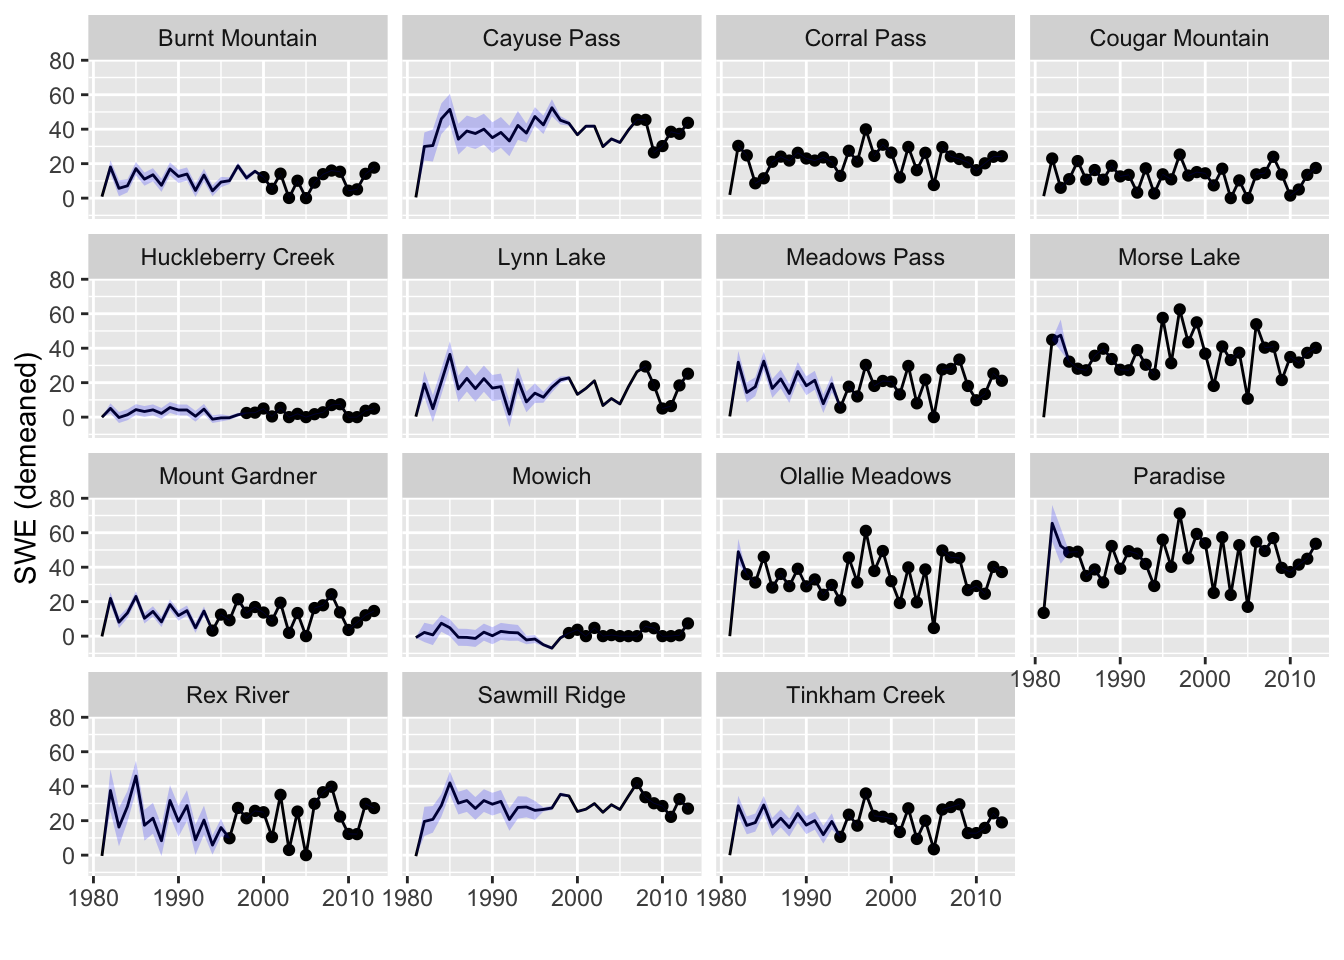 Burnt Mountain Cayuse Pass Corral Pass Cougar Mountain
80
60
40
20
0
Huckleberry Creek Lynn Lake Meadows Pass Morse Lake
80
60
40
20
0
SWE (demeaned)
Mount Gardner Mowich Olallie Meadows Paradise
80
60
40
20
0
1980 1990 2000 2010
Rex River Sawmill Ridge Tinkham Creek
80
60
40
20
0
1980 1990 2000 2010 1980 1990 2000 2010 1980 1990 2000 2010